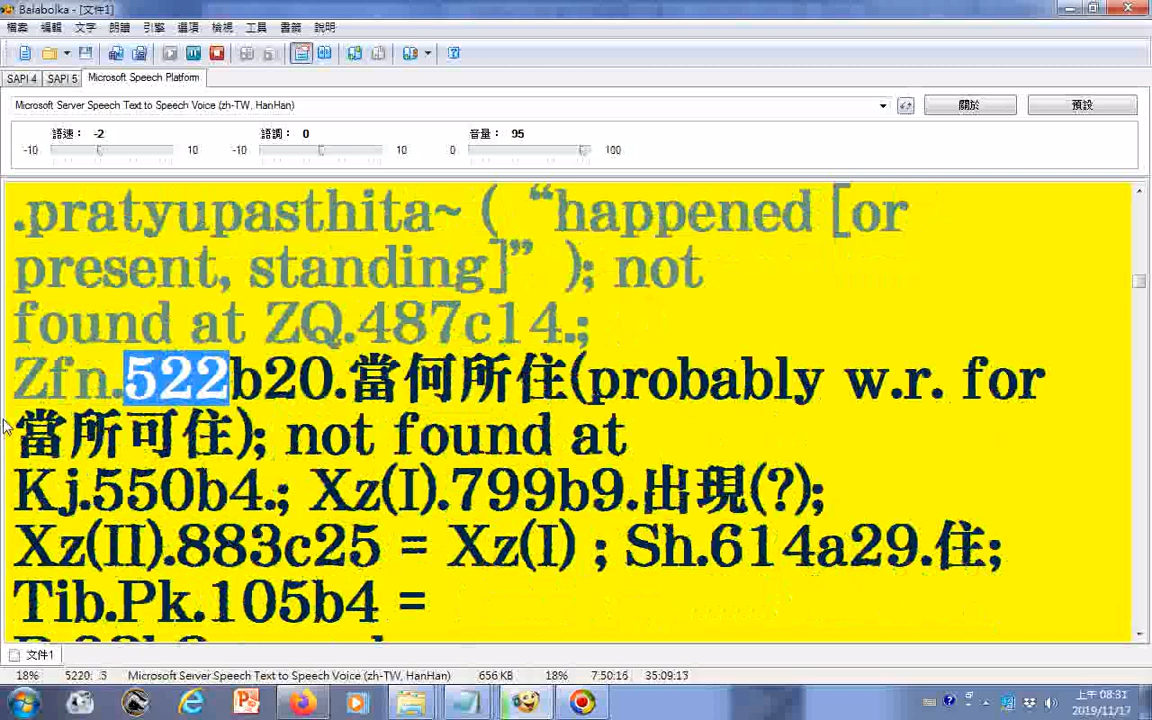 Balabolka - [文件1]
檔案 編輯 文字 朗讀 引擎 選項 檢視 工具 書籤 說明
SAPI 4 SAPI 5 Microsoft Speech Platform
Microsoft Server Speech Text to Speech Voice (zh-TW, HanHan) 關於 預設
語速： -2 語調： 0 音量： 95
-10 10 -10 10 0 100
.pratyupasthita~ ( “happened [or
present, standing]” ); not
found at ZQ.487c14.;
Zfn.522b20.當何所住(probably w.r. for
當所可住); not found at
Kj.550b4.; Xz(I).799b9.出現(?);
Xz(II).883c25 = Xz(I) ; Sh.614a29.住;
Tib.Pk.105b4 =
文件1
18% 5220: .3 Microsoft Server Speech Text to Speech Voice (zh-TW, HanHan) 656 KB 18% 7:50:16 35:09:13
上午 08:31
2019/11/17